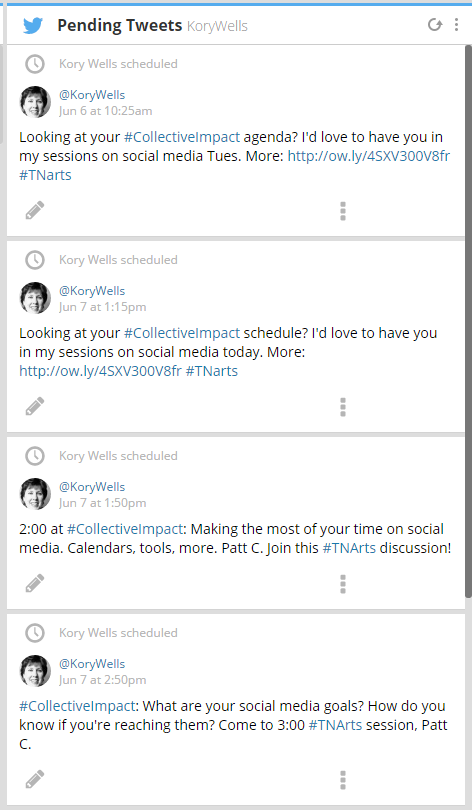 Pending Tweets KoryWells
Kory Wells scheduled
@KoryWells
Jun 6 at 10:25am
Looking at your #CollectiveImpact agenda? I'd love to have you in
my sessions on social media Tues. More: http://ow.ly/4SXV300V8fr
#TNarts
Kory Wells scheduled
@KoryWells
Jun 7 at 1:15pm
Looking at your #CollectiveImpact schedule? I'd love to have you
in my sessions on social media today. More:
http://ow.ly/4SXV300V8fr #TNarts
Kory Wells scheduled
@KoryWells
Jun 7 at 1:50pm
2:00 at #CollectiveImpact: Making the most of your time on social
media. Calendars, tools, more. Patt C. Join this #TNArts discussion!
Kory Wells scheduled
@KoryWells
Jun 7 at 2:50pm
#CollectiveImpact: What are your social media goals? How do you
know if you're reaching them? Come to 3:00 #TNArts session, Patt
C.